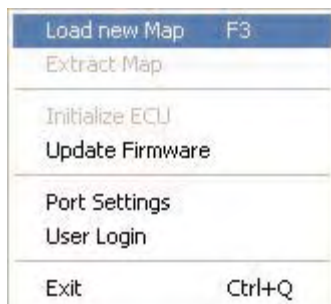 Load new Map F3
Extract Map
Initialize ECU
Update Firmware
Port Settings
User Login
Exit Ctrl+Q